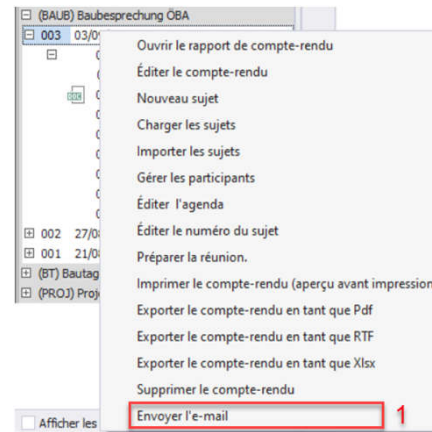 (BAUB) Baubesprechung ÖBA
003 03/0
Ouvrir le rapport de compte-rendu
Éditer le compte-rendu
Nouveau sujet
Charger les sujets
Importer les sujets
Gérer les participants
Éditer l'agenda
Éditer le numéro du sujet
002 27/0
Préparer la réunion.
001 21/0
(BT) Bautag
Imprimer le compte-rendu (aperçu avant impression
(PROJ) Proj
Exporter le compte-rendu en tant que Pdf
Exporter le compte-rendu en tant que RTF
Exporter le compte-rendu en tant que Xlsx
Supprimer le compte-rendu
Envoyer l'e-mail 1
Afficher les